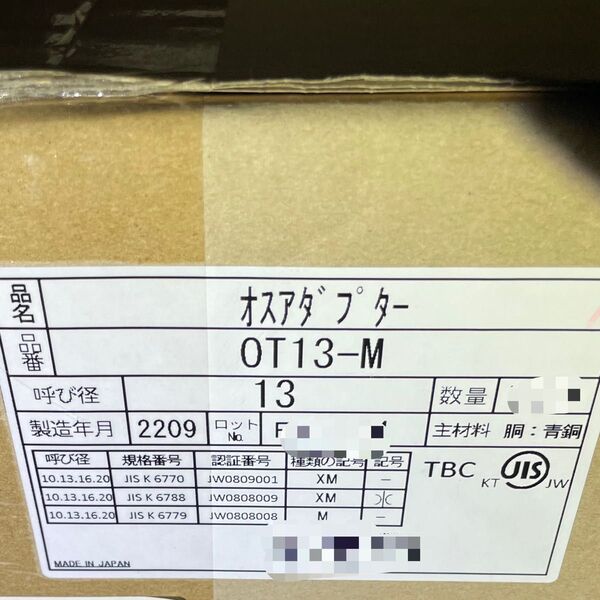 品名 ｵｽｱﾀﾞﾌﾟﾀｰ
品番 OT13-M
呼び径 13 数量
製造年月 2209 ロットNo. 主材料 胴：青銅
呼び径 規格番号 認証番号 種類の記号 記号
10.13.16.20 JIS K 6770 JW0809001 XM -
10.13.16.20 JIS K 6788 JW0808009 XM
10.13.16.20 JIS K 6779 JW0808008 M -
TBC KT JIS JW
MADE IN JAPAN